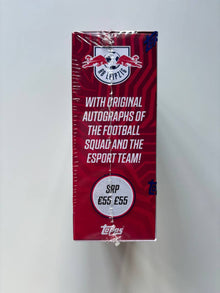 RB LEIPZIG
WITH ORIGINAL
AUTOGRAPHS OF
THE FOOTBALL
SQUAD AND THE
ESPORT TEAM!
SRP
€55 £55
Topps